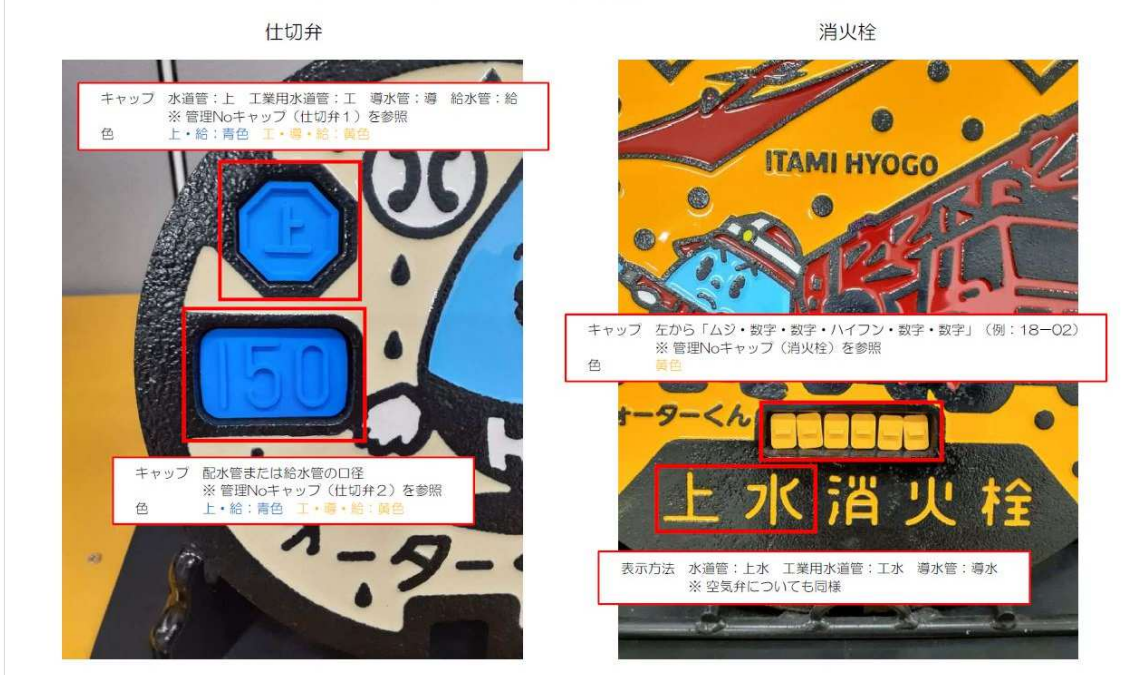 仕切弁
キャップ 水道管：上 工業用水道管：工 導水管：導 給水管：給
※ 管理Noキャップ（仕切弁1）を参照
色 上・給：青色 工・導・給：黄色
上
150
キャップ 配水管または給水管の口径
※ 管理Noキャップ（仕切弁2）を参照
色 上・給：青色 工・導・給：黄色
ォーター
消火栓
ITAMI HYOGO
キャップ 左から「ムジ・数字・数字・ハイフン・数字・数字」（例：18－02）
※ 管理Noキャップ（消火栓）を参照
色 黄色
ォーターくん
上水消火栓
表示方法 水道管：上水 工業用水道管：工水 導水管：導水
※ 空気弁についても同様